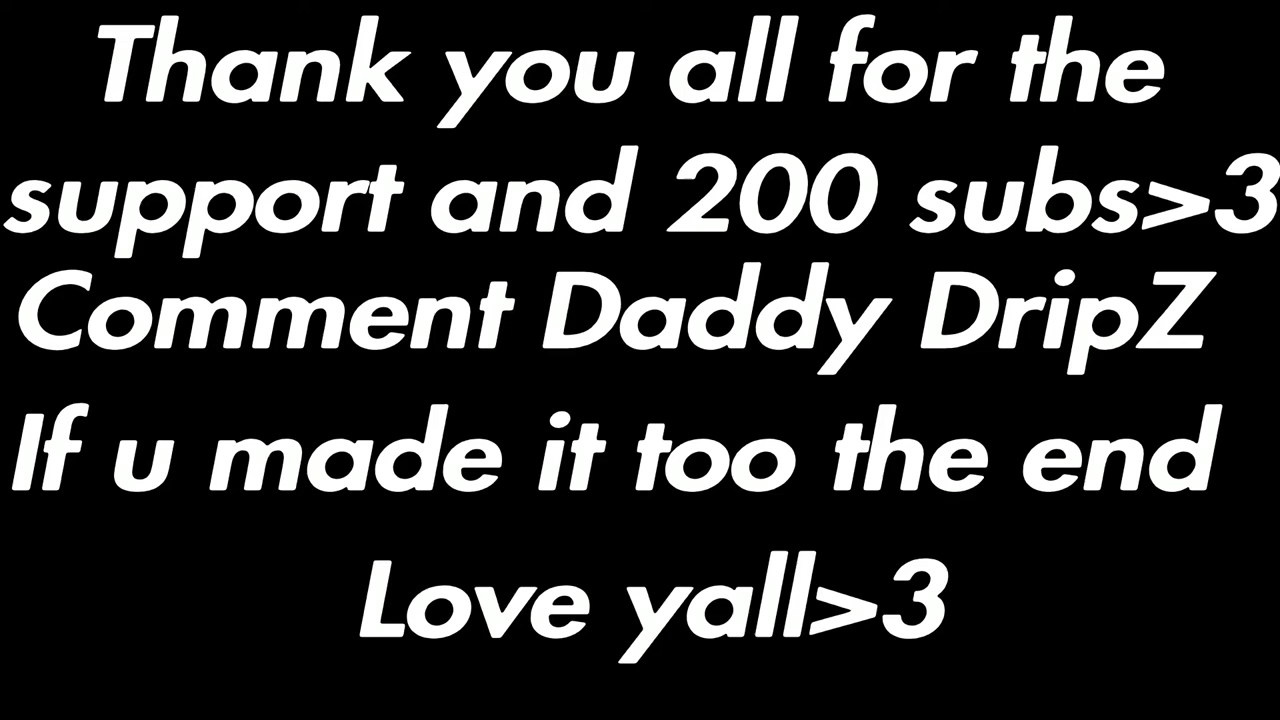 Thank you all for the
support and 200 subs>3
Comment Daddy DripZ
If u made it too the end
Love yall>3